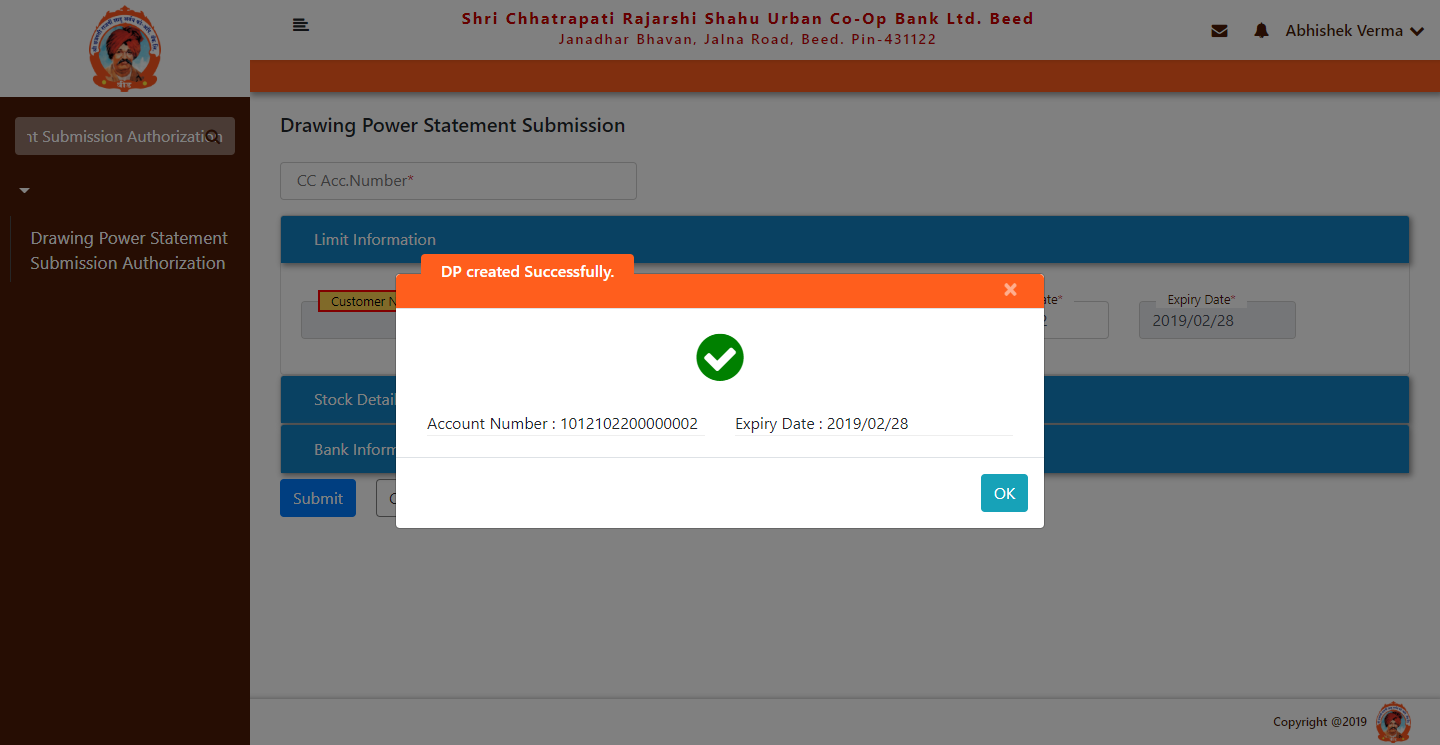 Shri Chhatrapati Rajarshi Shahu Urban Co-Op Bank Ltd. Beed
Janadhar Bhavan, Jalna Road, Beed. Pin-431122
Abhishek Verma
nt Submission Authorization
Drawing Power Statement
Submission Authorization
Drawing Power Statement Submission
CC Acc.Number*
Limit Information
Customer N
ate*
Expiry Date*
2019/02/28
DP created Successfully.
×
Account Number : 1012102200000002
Expiry Date : 2019/02/28
OK
Stock Detail
Bank Inform
Submit
Copyright @2019